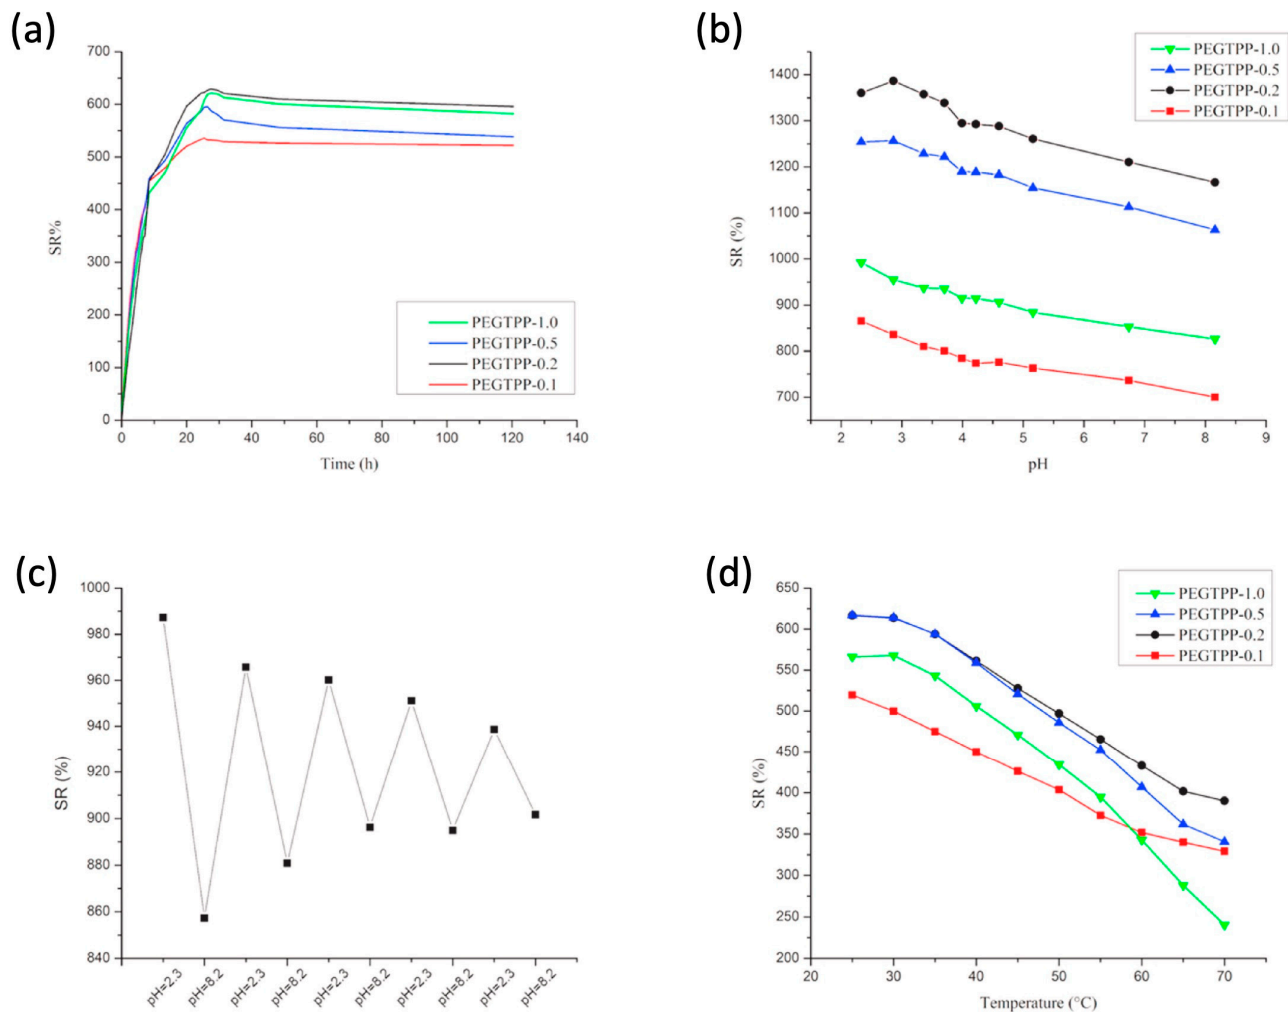 (a)
700
600
500
400
300
200
100
0
SR%
0 20 40 60 80 100 120 140
Time (h)
PEGTPP-1.0
PEGTPP-0.5
PEGTPP-0.2
PEGTPP-0.1
(b)
PEGTPP-1.0
PEGTPP-0.5
PEGTPP-0.2
PEGTPP-0.1
1400
1300
1200
1100
1000
900
800
700
SR (%)
2 3 4 5 6 7 8 9
pH
(c)
1000
980
960
940
920
900
880
860
840
SR (%)
pH=2.3 pH=8.2 pH=2.3 pH=8.2 pH=2.3 pH=8.2 pH=2.3 pH=8.2 pH=2.3 pH=8.2
(d)
PEGTPP-1.0
PEGTPP-0.5
PEGTPP-0.2
PEGTPP-0.1
650
600
550
500
450
400
350
300
250
200
SR (%)
20 30 40 50 60 70
Temperature (°C)